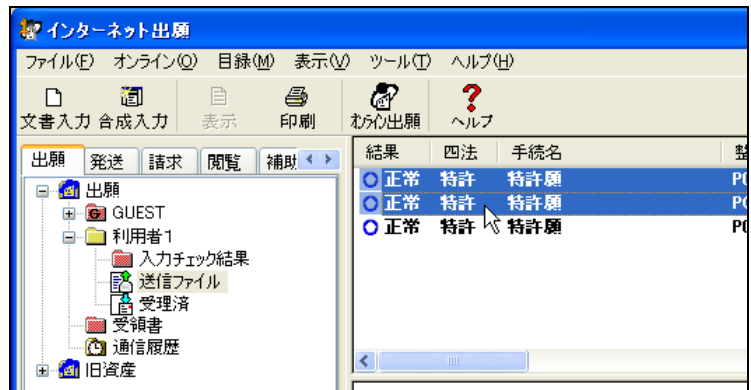 インターネット出願
ファイル(F) オンライン(O) 目録(M) 表示(V) ツール(T) ヘルプ(H)
文書入力 合成入力 表示 印刷 オンライン出願 ヘルプ
出願 発送 請求 閲覧 補助
出願
GUEST
利用者1
入力チェック結果
送信ファイル
受理済
受領書
通信履歴
旧資産
結果 四法 手続名 整
正常 特許 特許願
正常 特許 特許願
正常 特許 特許願